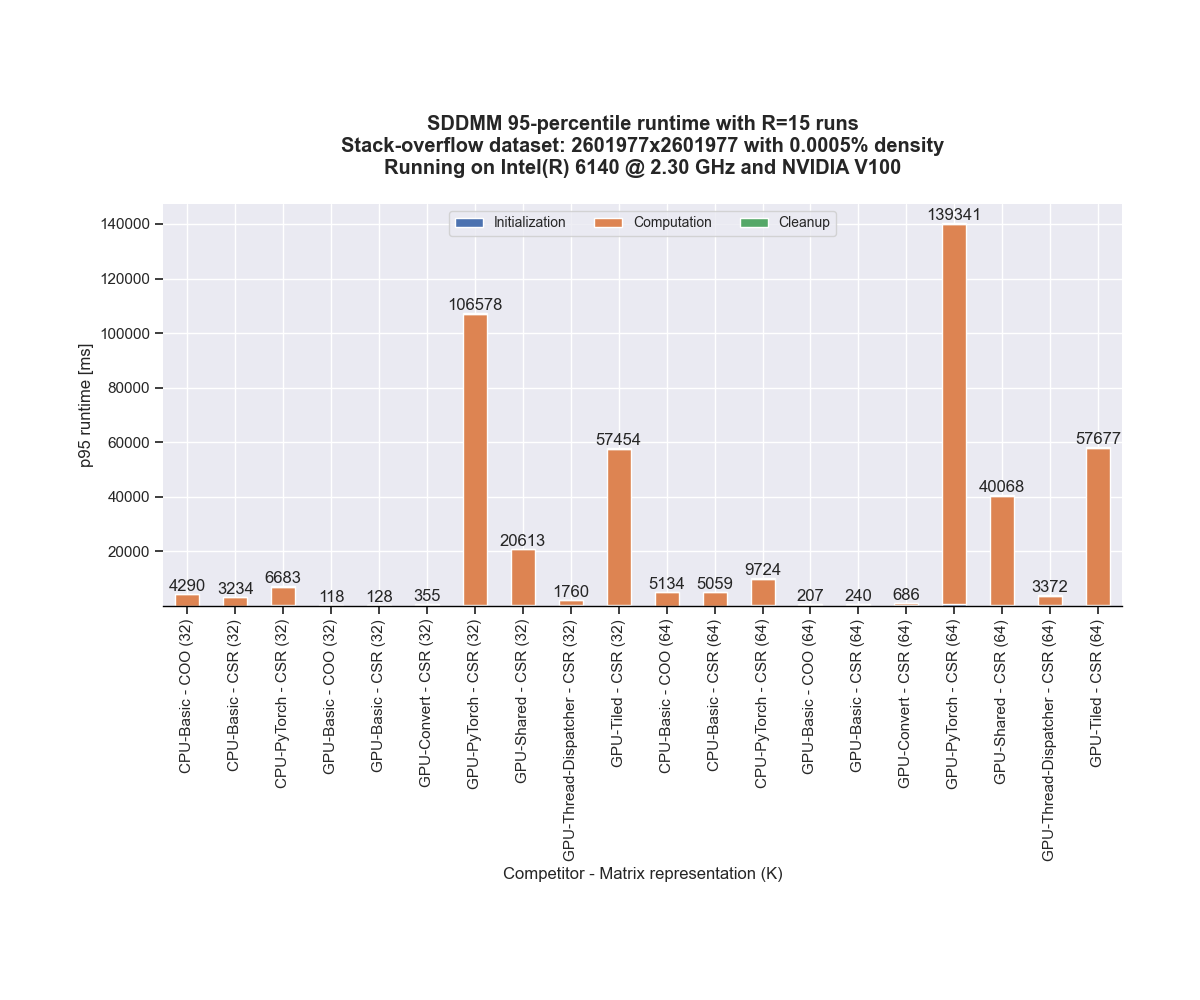 SDDMM 95-percentile runtime with R=15 runs
Stack-overflow dataset: 2601977x2601977 with 0.0005% density
Running on Intel(R) 6140 @ 2.30 GHz and NVIDIA V100
Initialization
Computation
Cleanup
p95 runtime [ms]
140000
120000
100000
80000
60000
40000
20000
4290
3234
6683
118
128
355
106578
20613
1760
57454
5134
5059
9724
207
240
686
139341
40068
3372
57677
CPU-Basic - COO (32)
CPU-Basic - CSR (32)
CPU-PyTorch - CSR (32)
GPU-Basic - COO (32)
GPU-Basic - CSR (32)
GPU-Convert - CSR (32)
GPU-PyTorch - CSR (32)
GPU-Shared - CSR (32)
GPU-Thread-Dispatcher - CSR (32)
GPU-Tiled - CSR (32)
CPU-Basic - COO (64)
CPU-Basic - CSR (64)
CPU-PyTorch - CSR (64)
GPU-Basic - COO (64)
GPU-Basic - CSR (64)
GPU-Convert - CSR (64)
GPU-PyTorch - CSR (64)
GPU-Shared - CSR (64)
GPU-Thread-Dispatcher - CSR (64)
GPU-Tiled - CSR (64)
Competitor - Matrix representation (K)